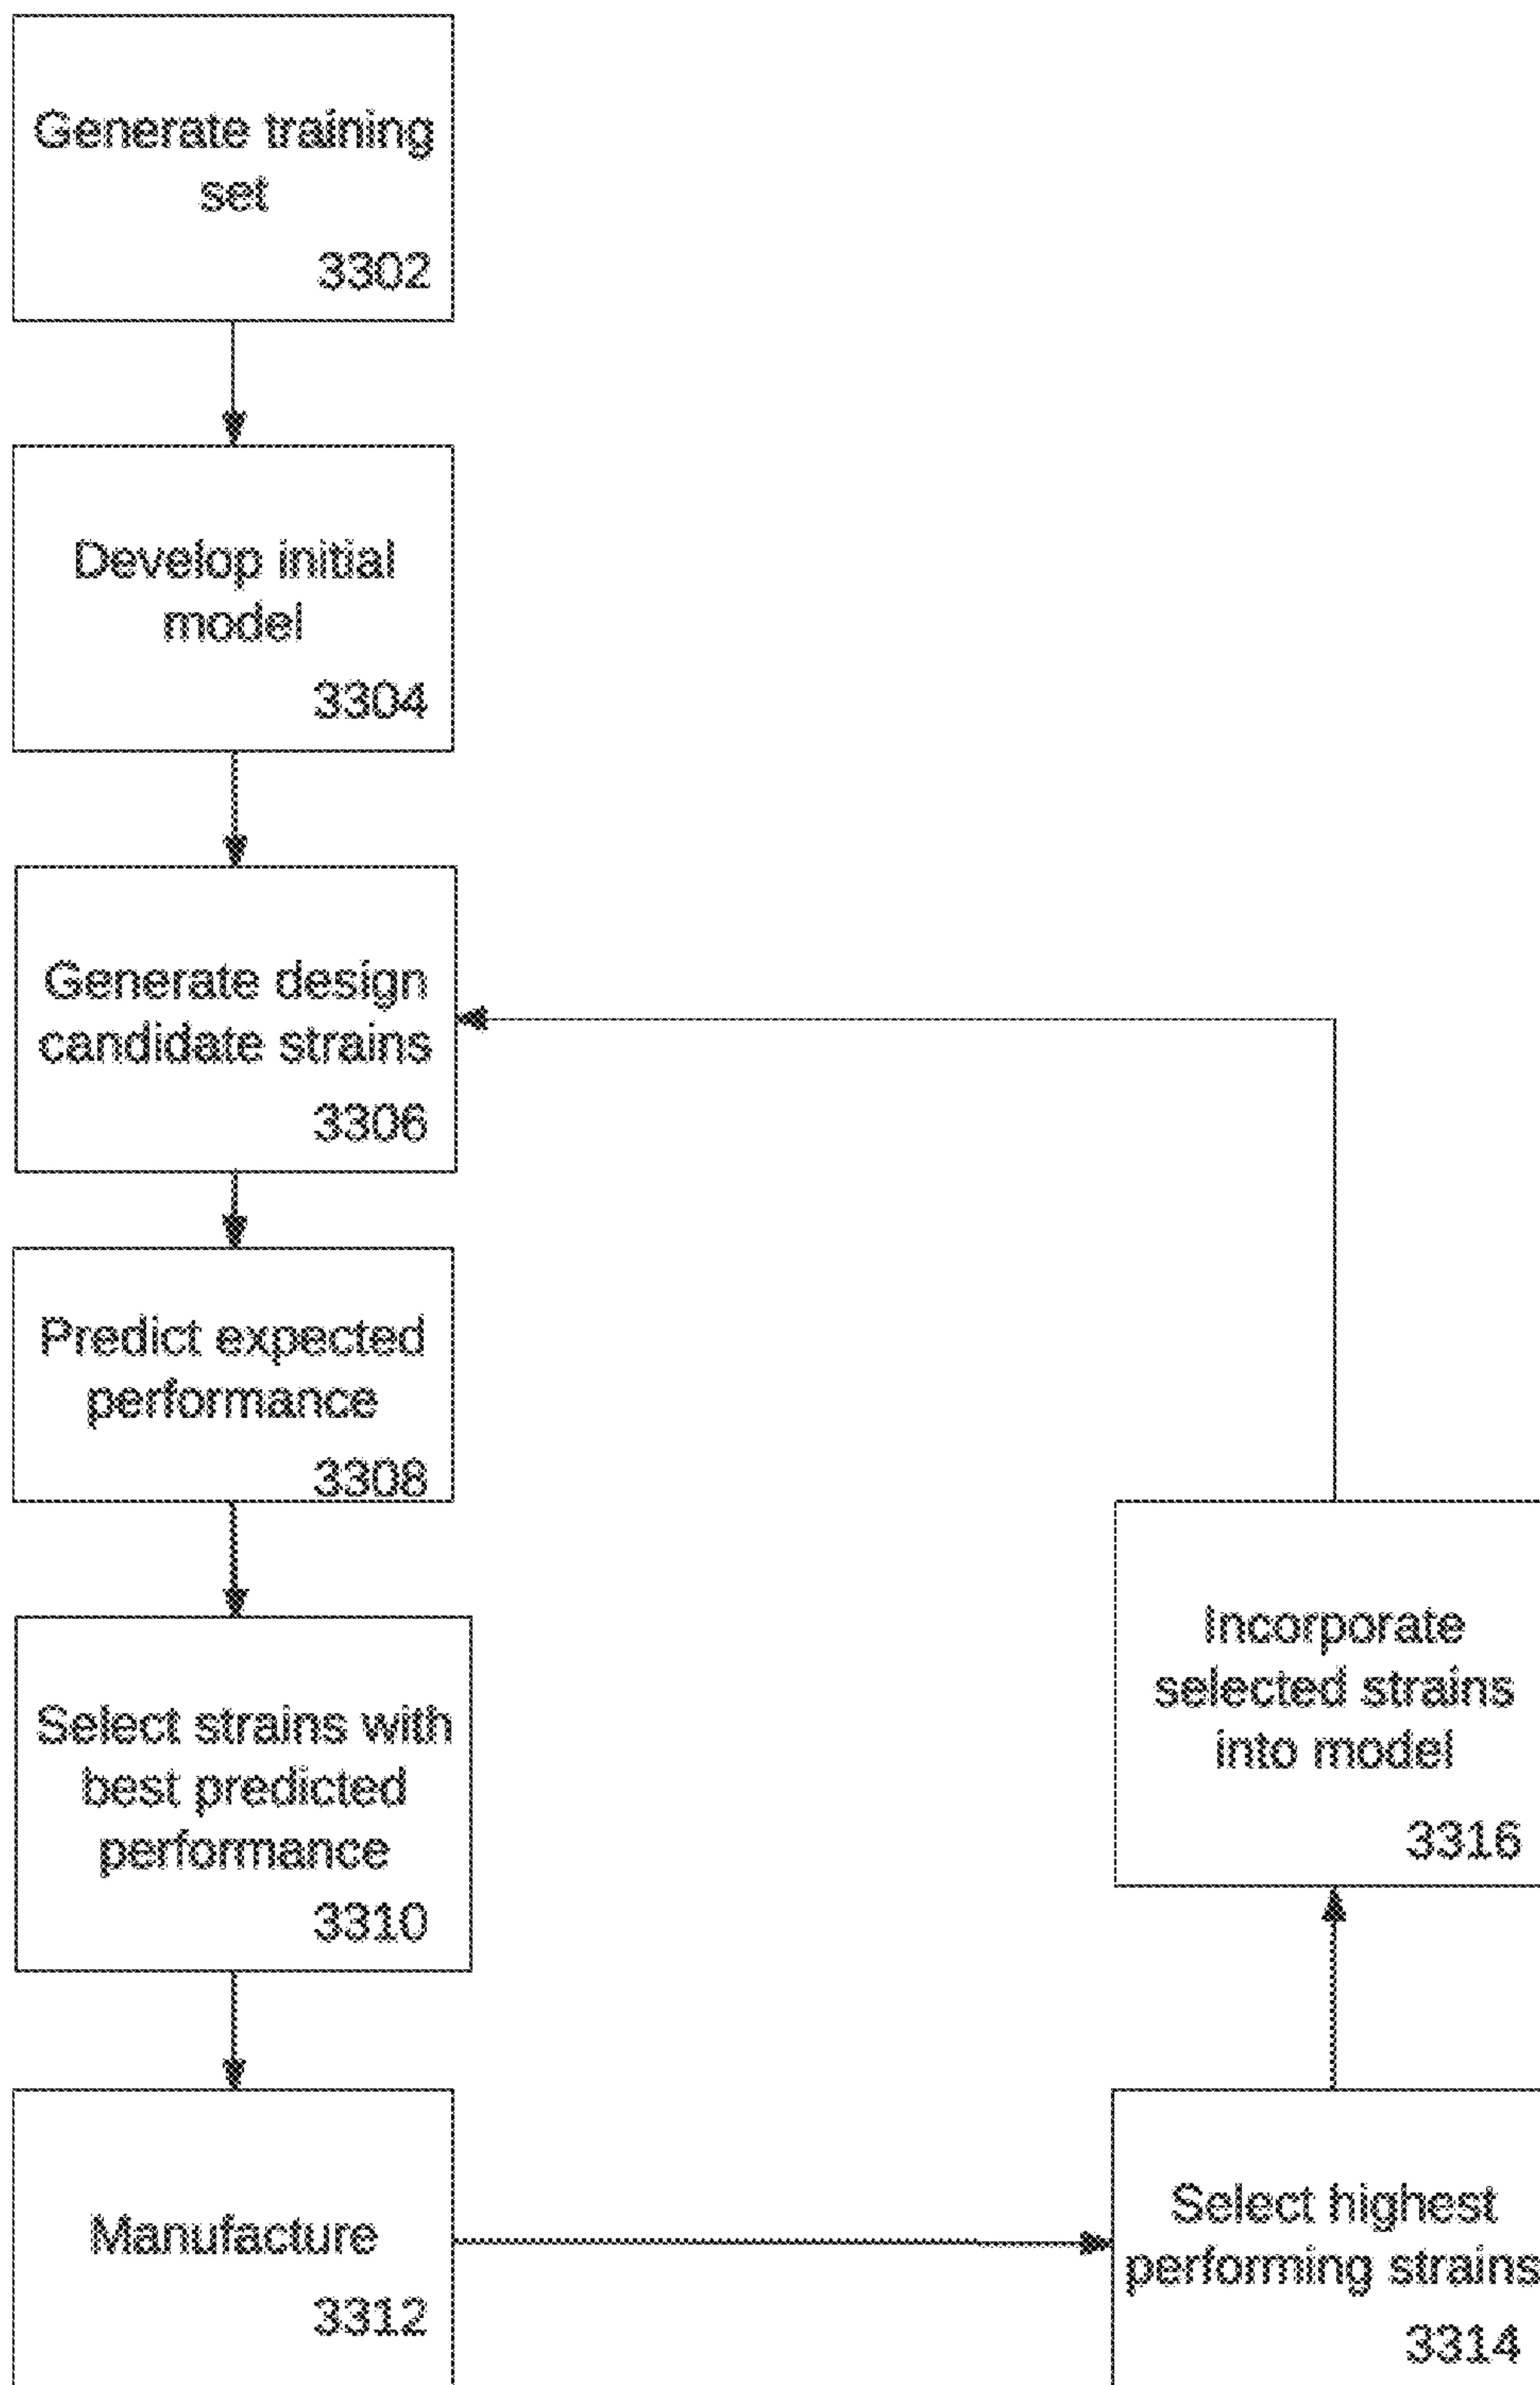 Generate training
set
3302
Develop initial
model
3304
Generate design
candidate strains
3306
Predict expected
performance
3308
Select strains with
best predicted
performance
3310
Manufacture
3312
Select highest
performing strains
3314
Incorporate
selected strains
into model
3316